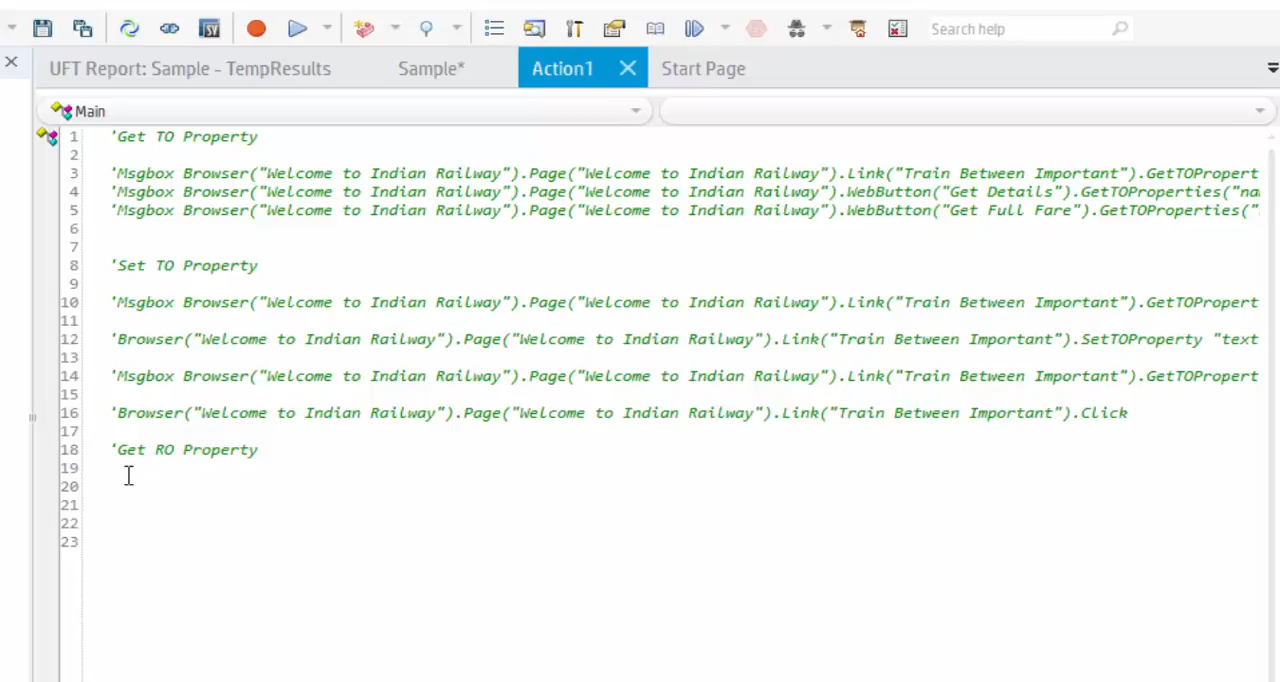 SV
Search help
UFT Report: Sample - TempResults
Sample*
Action1
Start Page
Main
1 'Get TO Property
2
3 'Msgbox Browser("Welcome to Indian Railway").Page("Welcome to Indian Railway").Link("Train Between Important").GetTOPropert
4 'Msgbox Browser("Welcome to Indian Railway").Page("Welcome to Indian Railway").WebButton("Get Details").GetTOProperties("na
5 'Msgbox Browser("Welcome to Indian Railway").Page("Welcome to Indian Railway").WebButton("Get Full Fare").GetTOProperties("
6
7
8 'Set TO Property
9
10 'Msgbox Browser("Welcome to Indian Railway").Page("Welcome to Indian Railway").Link("Train Between Important").GetTOPropert
11
12 'Browser("Welcome to Indian Railway").Page("Welcome to Indian Railway").Link("Train Between Important").SetTOProperty "text
13
14 'Msgbox Browser("Welcome to Indian Railway").Page("Welcome to Indian Railway").Link("Train Between Important").GetTOPropert
15
16 'Browser("Welcome to Indian Railway").Page("Welcome to Indian Railway").Link("Train Between Important").Click
17
18 'Get RO Property
19
20
21
22
23